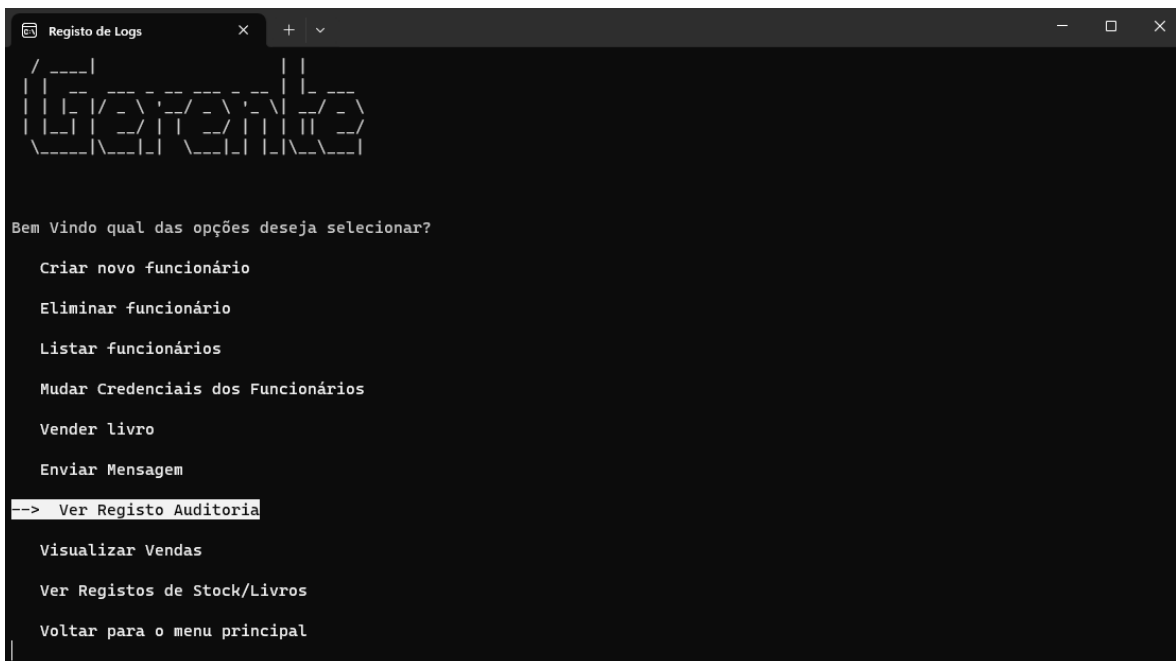 Registo de Logs
Gerente
Bem Vindo qual das opções deseja selecionar?
Criar novo funcionário
Eliminar funcionário
Listar funcionários
Mudar Credenciais dos Funcionários
Vender livro
Enviar Mensagem
--> Ver Registo Auditoria
Visualizar Vendas
Ver Registos de Stock/Livros
Voltar para o menu principal